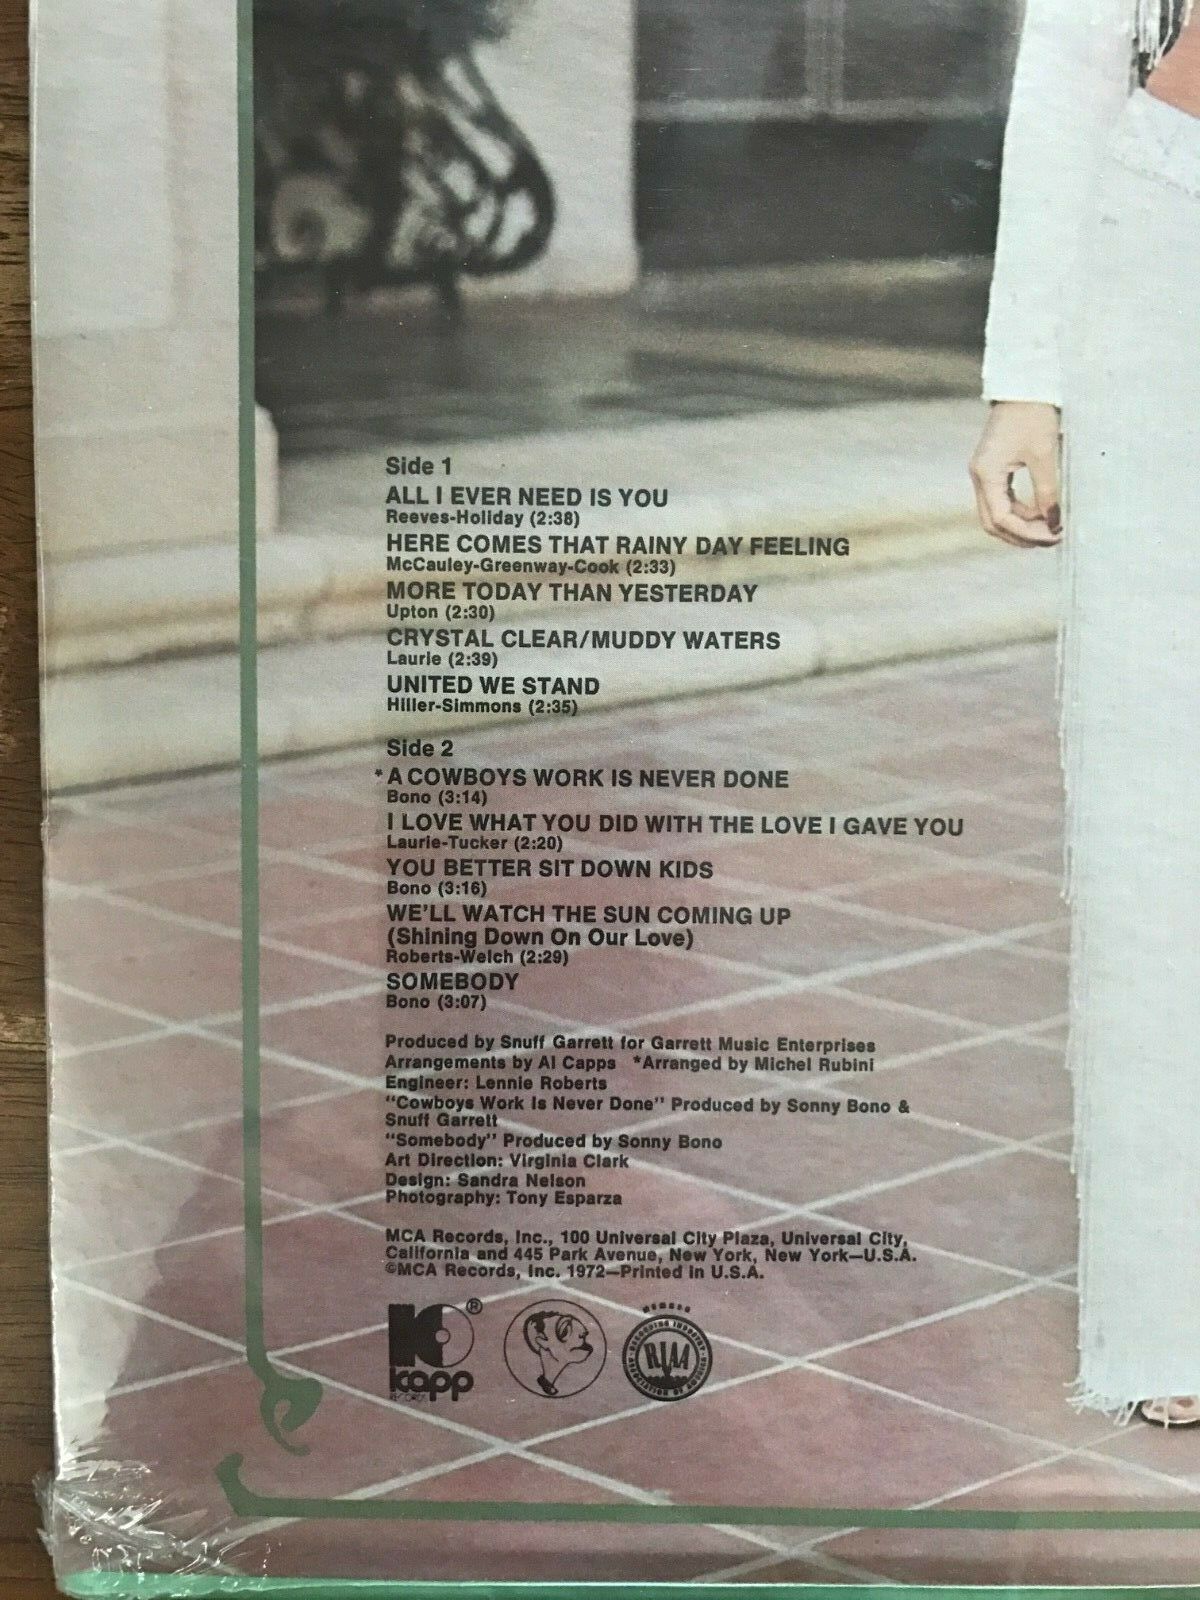 Side 1
ALL I EVER NEED IS YOU
Reeves-Holiday (2:38)
HERE COMES THAT RAINY DAY FEELING
McCauley-Greenway-Cook (2:33)
MORE TODAY THAN YESTERDAY
Upton (2:30)
CRYSTAL CLEAR/MUDDY WATERS
Laurie (2:39)
UNITED WE STAND
Hiller-Simmons (2:35)
Side 2
*A COWBOYS WORK IS NEVER DONE
Bono (3:14)
I LOVE WHAT YOU DID WITH THE LOVE I GAVE YOU
Laurie-Tucker (2:20)
YOU BETTER SIT DOWN KIDS
Bono (3:16)
WE'LL WATCH THE SUN COMING UP
(Shining Down On Our Love)
Roberts-Welch (2:29)
SOMEBODY
Bono (3:07)
Produced by Snuff Garrett for Garrett Music Enterprises
Arrangements by Al Capps *Arranged by Michel Rubini
Engineer: Lennie Roberts
"Cowboys Work Is Never Done" Produced by Sonny Bono &
Snuff Garrett
"Somebody" Produced by Sonny Bono
Art Direction: Virginia Clark
Design: Sandra Nelson
Photography: Tony Esparza
MCA Records, Inc., 100 Universal City Plaza, Universal City,
California and 445 Park Avenue, New York, New York—U.S.A.
©MCA Records, Inc. 1972—Printed in U.S.A.
K ®
kapp
RECORDS
MEMBER
RECORDING INDUSTRY
RIAA
ASSOCIATION OF AMERICA